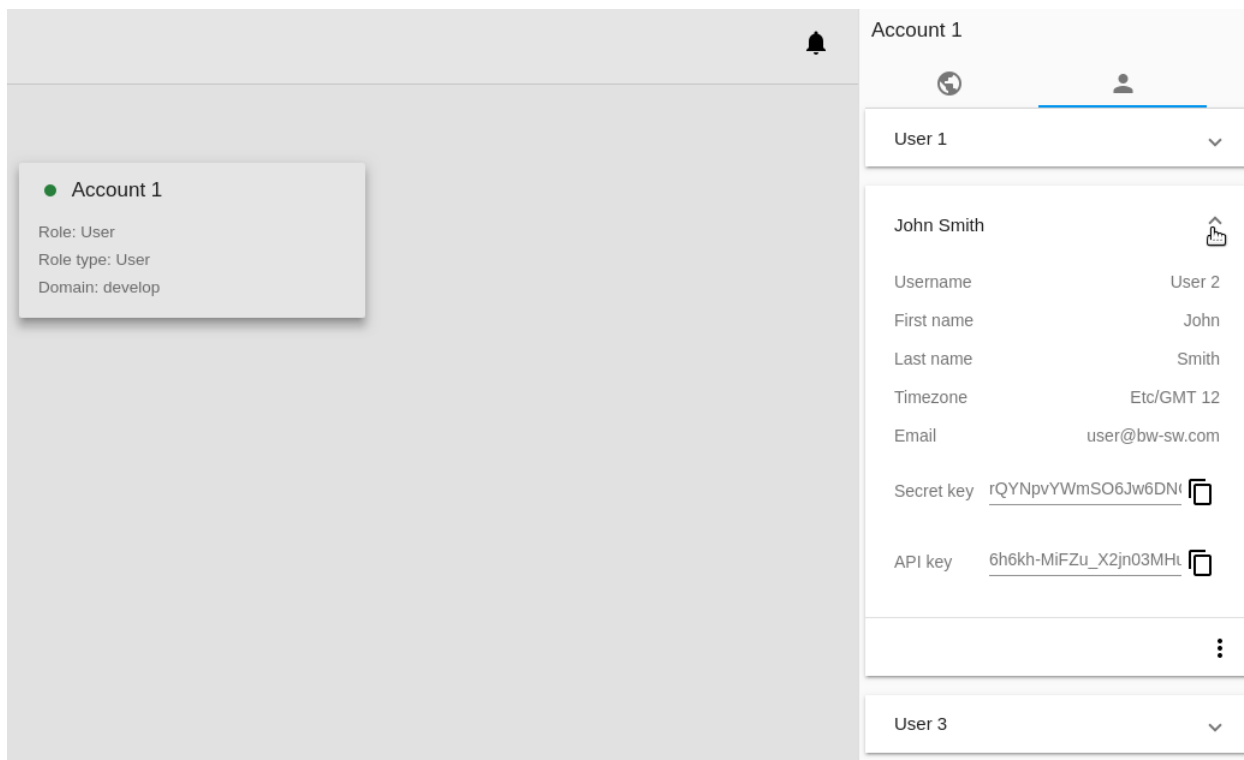 Account 1
Role: User
Role type: User
Domain: develop
Account 1
User 1
John Smith
Username User 2
First name John
Last name Smith
Timezone Etc/GMT 12
Email user@bw-sw.com
Secret key rQYNpvYWmSO6Jw6DN
API key 6h6kh-MiFZu_X2jn03MH
User 3